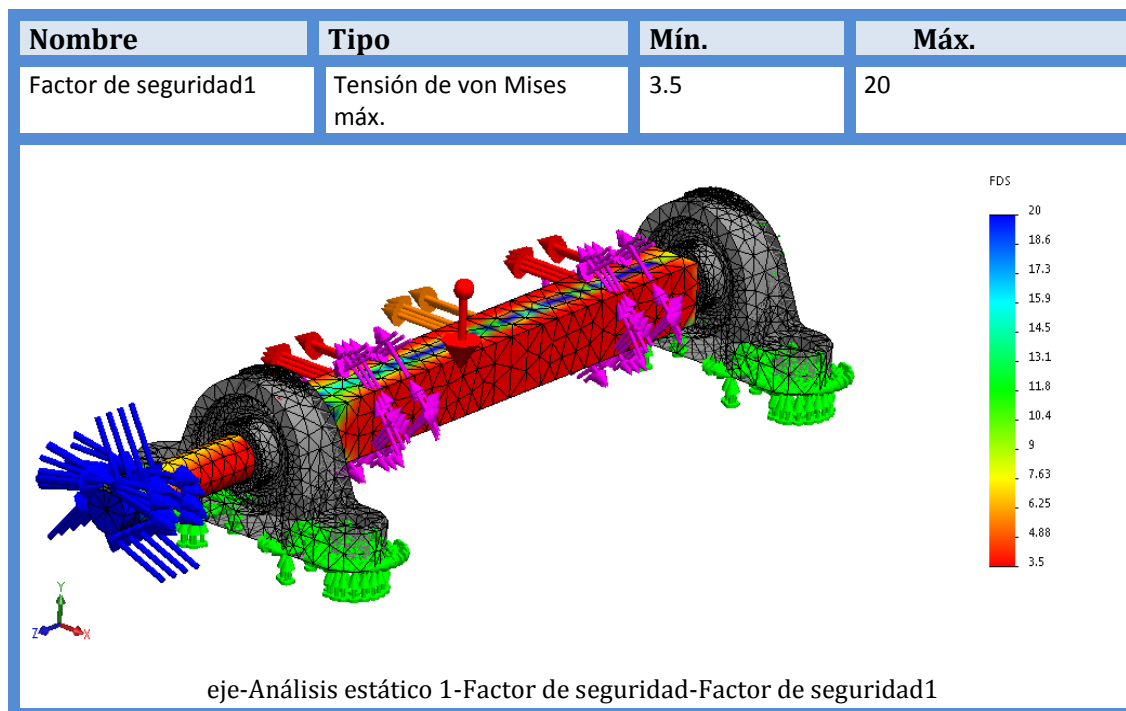 Nombre Tipo Mín. Máx.
Factor de seguridad1 Tensión de von Mises 3.5 20
máx.
FDS
20
18.6
17.3
15.9
14.5
13.1
11.8
10.4
9
7.63
6.25
4.88
3.5
Y
Z X
eje-Análisis estático 1-Factor de seguridad-Factor de seguridad1